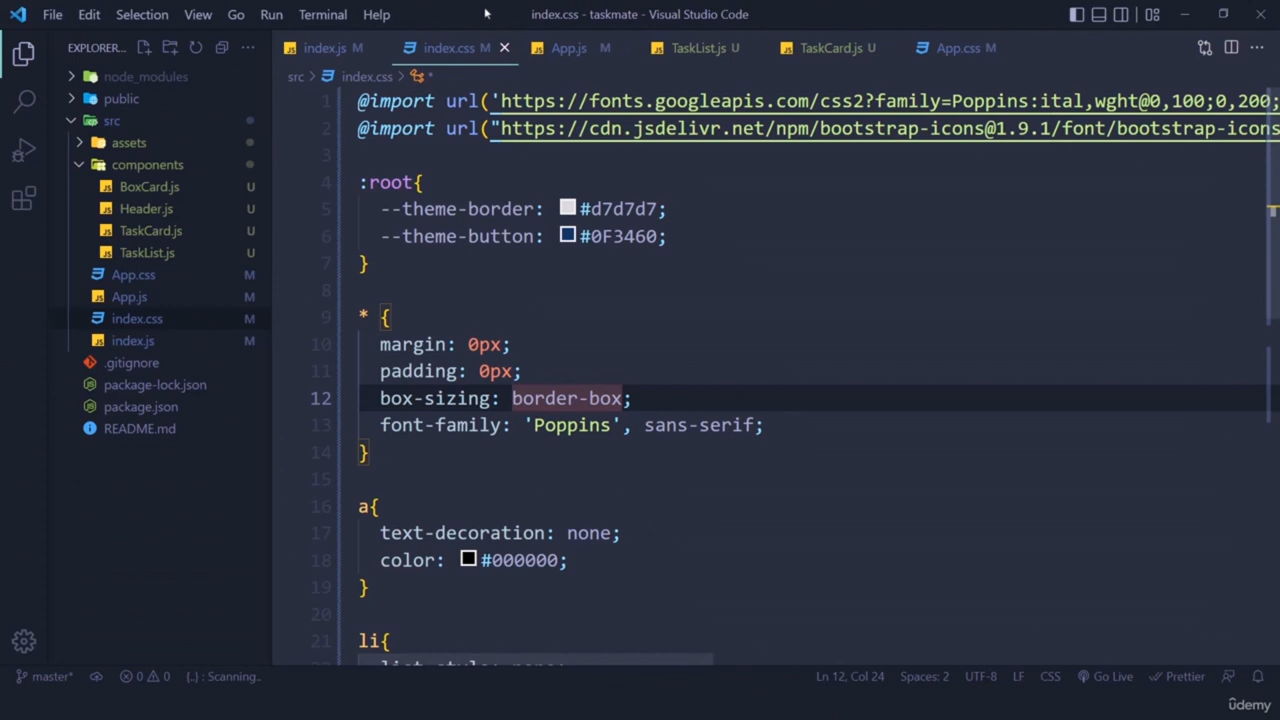 File Edit Selection View Go Run Terminal Help index.css - taskmate - Visual Studio Code
EXPLORER...
index.js M
index.css M
App.js M
TaskList.js U
TaskCard.js U
App.css M
src > index.css >
node_modules
public
src
assets
components
BoxCard.js U
Header.js U
TaskCard.js U
TaskList.js U
App.css M
App.js M
index.css M
index.js M
.gitignore
package-lock.json
package.json
README.md
1 @import url('https://fonts.googleapis.com/css2?family=Poppins:ital,wght@0,100;0,200;
2 @import url("https://cdn.jsdelivr.net/npm/bootstrap-icons@1.9.1/font/bootstrap-icons
3
4 :root{
5 --theme-border: #d7d7d7;
6 --theme-button: #0F3460;
7 }
8
9 * {
10 margin: 0px;
11 padding: 0px;
12 box-sizing: border-box;
13 font-family: 'Poppins', sans-serif;
14 }
15
16 a{
17 text-decoration: none;
18 color: #000000;
19 }
20
21 li{
list-style: none;
master* 0 0 {..} : Scanning.. Ln 12, Col 24 Spaces: 2 UTF-8 LF CSS Go Live Prettier
udemy